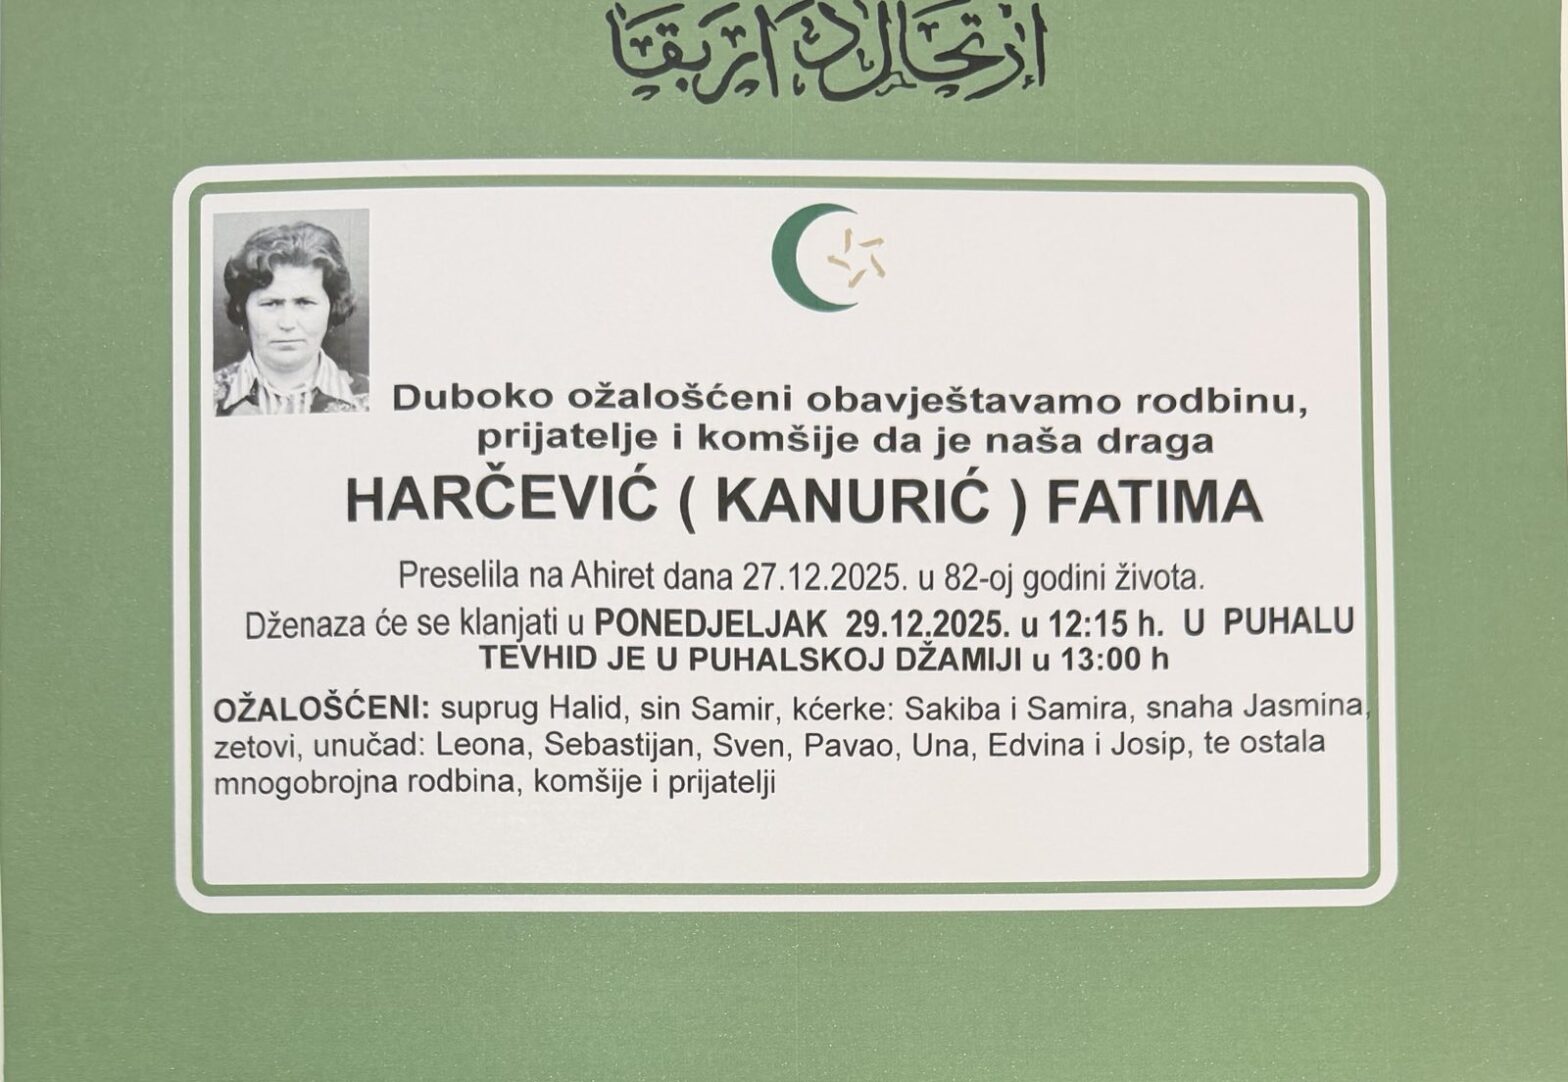 إرتحال دار بقا
Duboko ožalošćeni obavještavamo rodbinu,
prijatelje i komšije da je naša draga
HARČEVIĆ ( KANURIĆ ) FATIMA
Preselila na Ahiret dana 27.12.2025. u 82-oj godini života.
Dženaza će se klanjati u PONEDJELJAK 29.12.2025. u 12:15 h. U PUHALU
TEVHID JE U PUHALSKOJ DŽAMIJI u 13:00 h
OŽALOŠĆENI: suprug Halid, sin Samir, kćerke: Sakiba i Samira, snaha Jasmina,
zetovi, unučad: Leona, Sebastijan, Sven, Pavao, Una, Edvina i Josip, te ostala
mnogobrojna rodbina, komšije i prijatelji